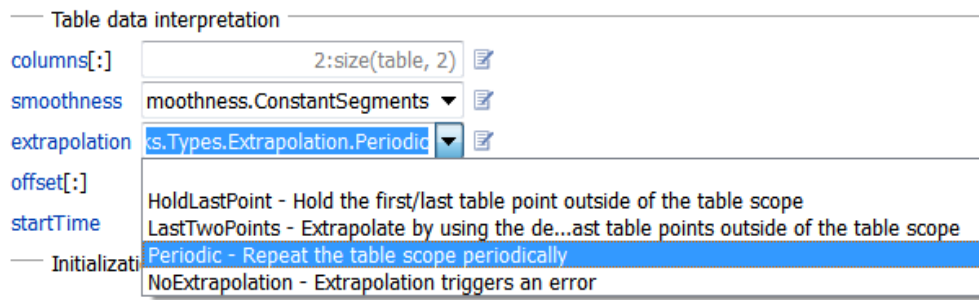 Table data interpretation
columns[:] 2:size(table, 2)
smoothness moothness.ConstantSegments
extrapolation ks.Types.Extrapolation.Periodic
offset[:]
HoldLastPoint - Hold the first/last table point outside of the table scope
startTime LastTwoPoints - Extrapolate by using the de...ast table points outside of the table scope
Periodic - Repeat the table scope periodically
Initializati
NoExtrapolation - Extrapolation triggers an error